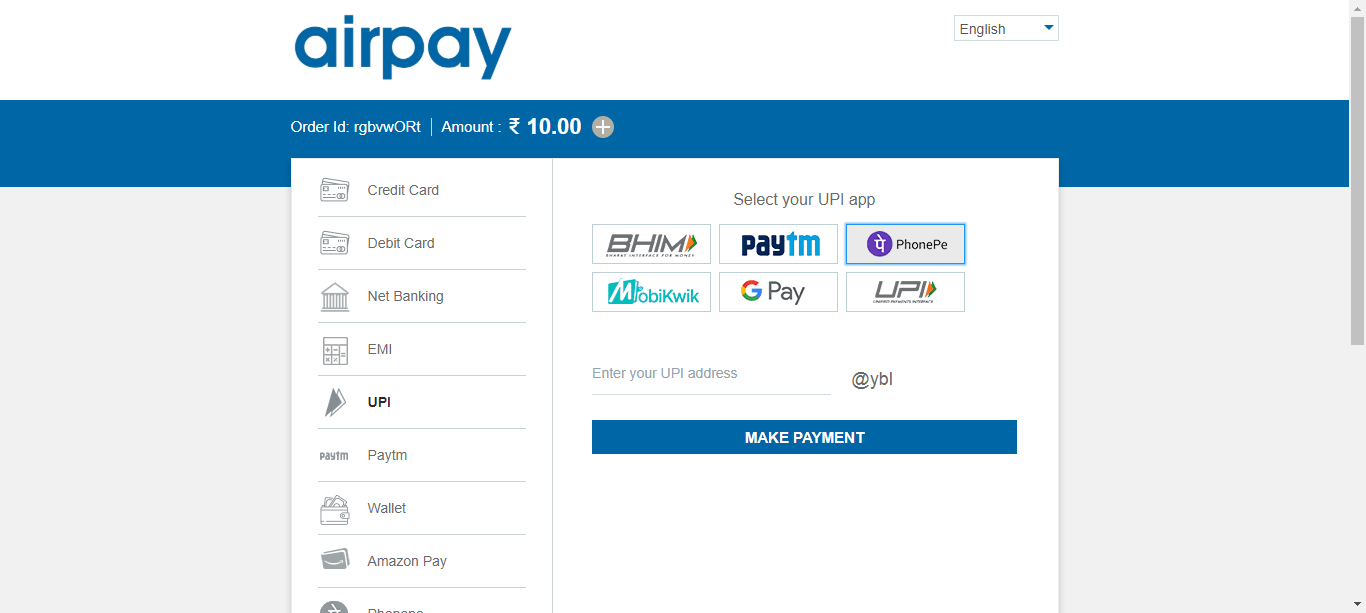 airpay
English
Order Id: rgbvwORt Amount : ₹ 10.00
Credit Card
Debit Card
Net Banking
EMI
UPI
Paytm
Paytm
Wallet
Amazon Pay
Phonepe
Select your UPI app
BHIM
BHARAT INTERFACE FOR MONEY
Paytm
पे PhonePe
MobiKwik
G Pay
UPI
UNIFIED PAYMENTS INTERFACE
Enter your UPI address
@ybl
MAKE PAYMENT